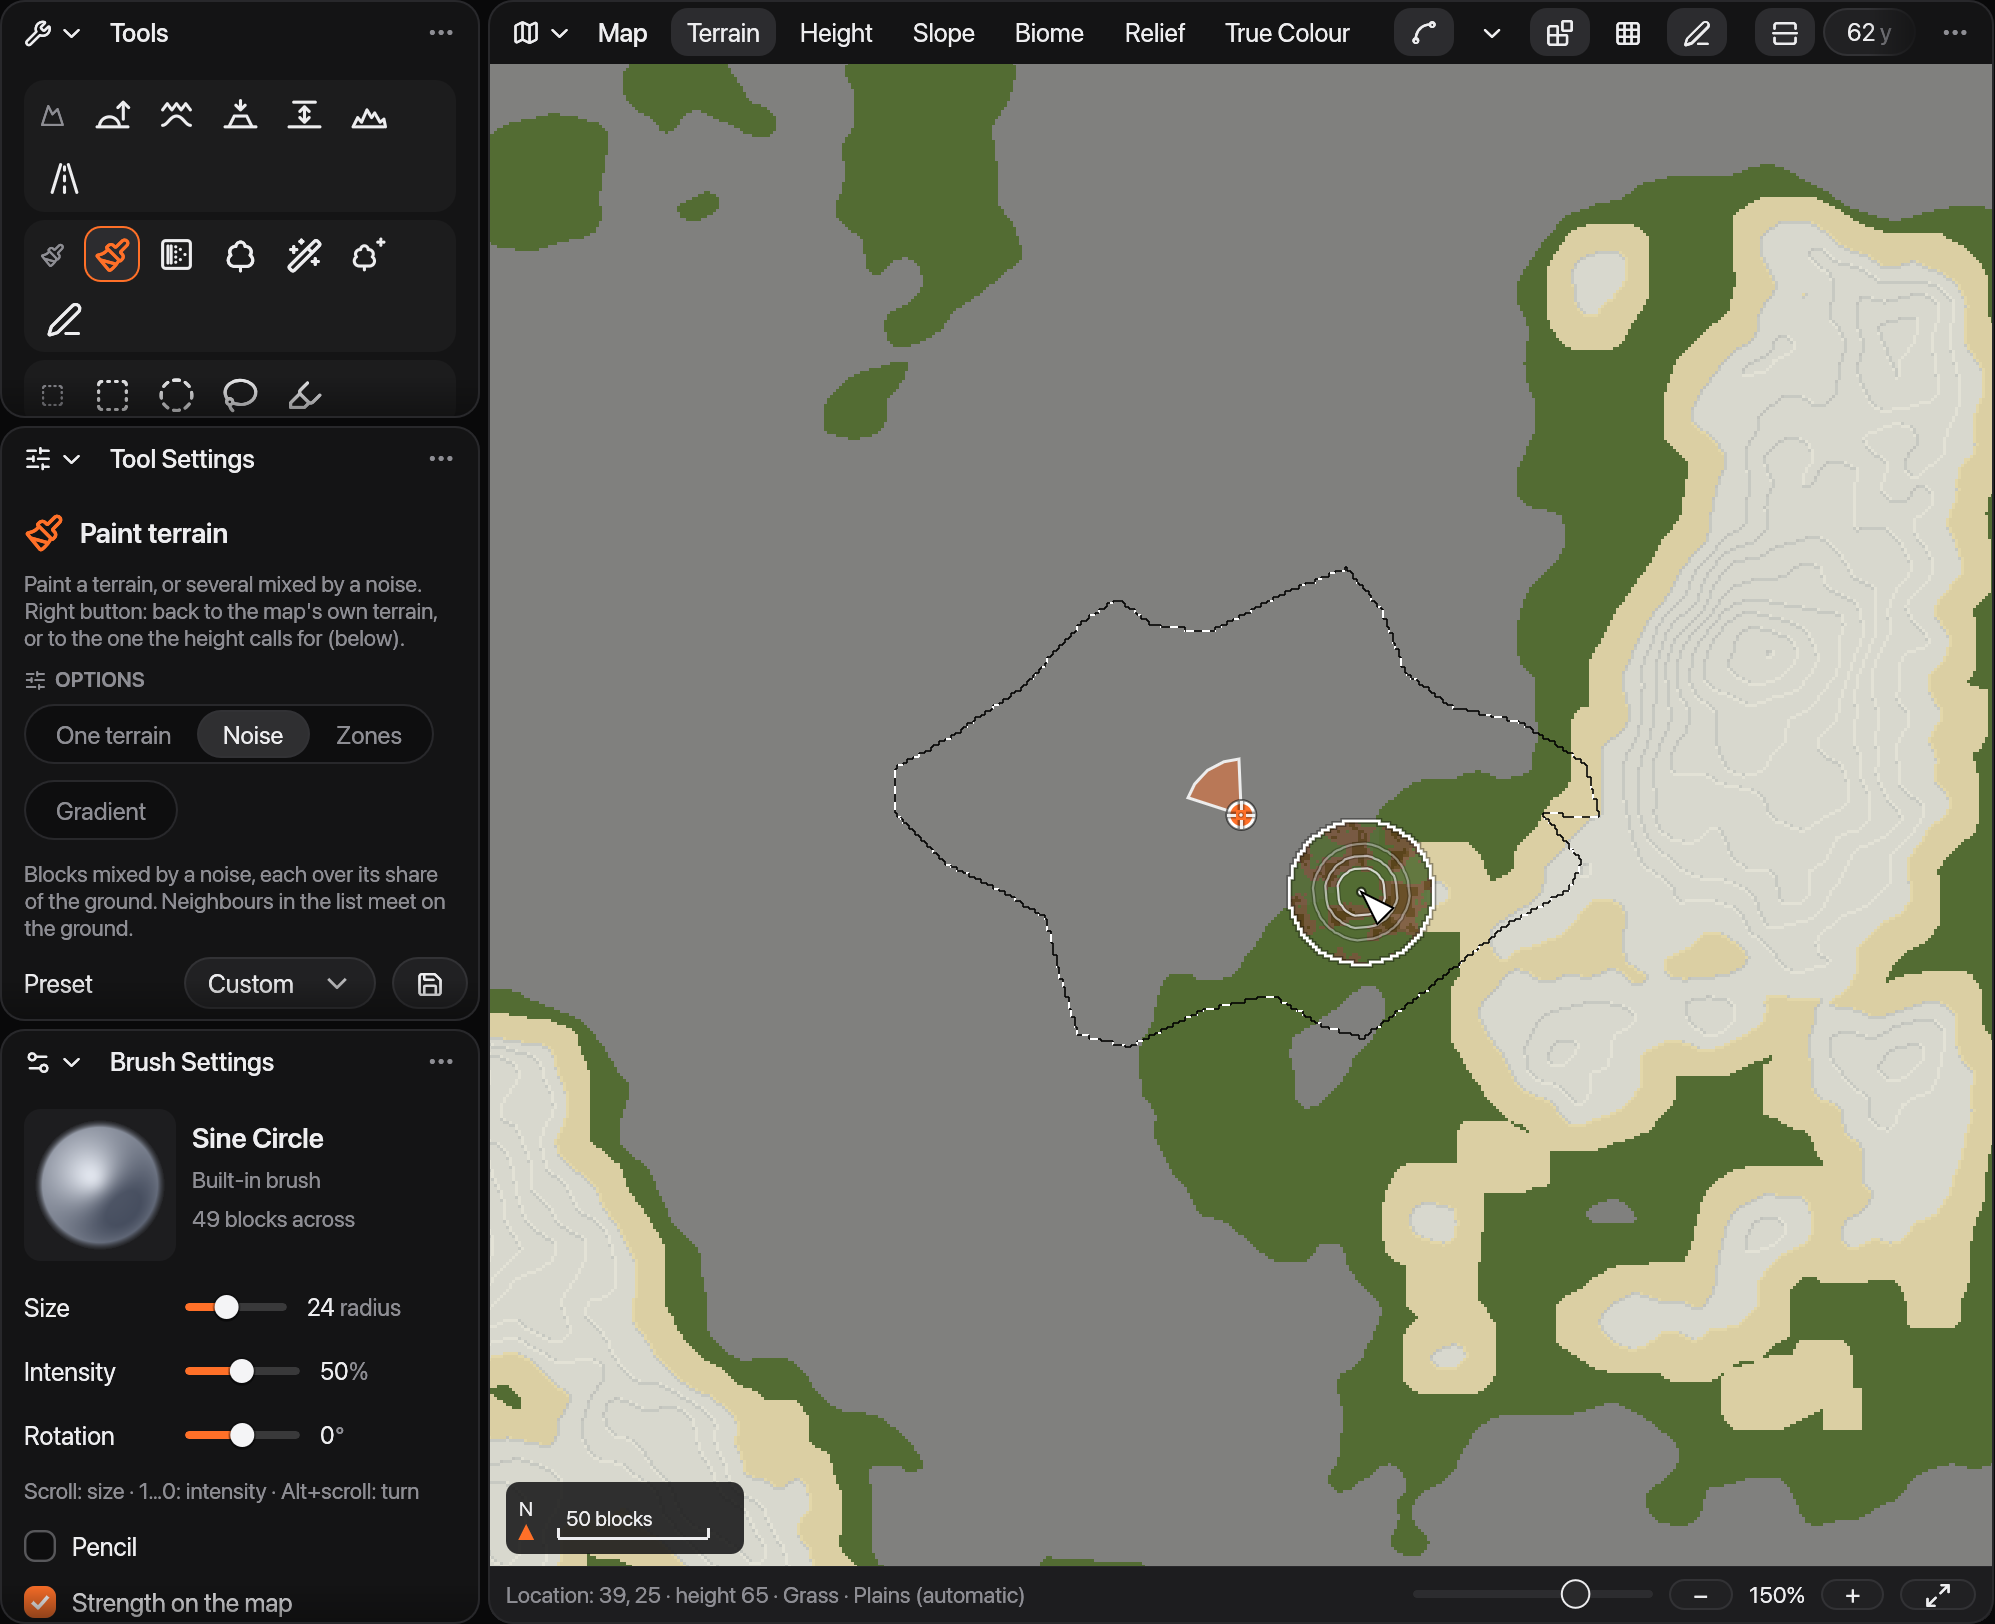 Tools
Map
Terrain
Height
Slope
Biome
Relief
True Colour
62 y
Tool Settings
Paint terrain
Paint a terrain, or several mixed by a noise.
Right button: back to the map's own terrain,
or to the one the height calls for (below).
OPTIONS
One terrain
Noise
Zones
Gradient
Blocks mixed by a noise, each over its share
of the ground. Neighbours in the list meet on
the ground.
Preset
Custom
Brush Settings
Sine Circle
Built-in brush
49 blocks across
Size
24 radius
Intensity
50%
Rotation
0°
Scroll: size · 1...0: intensity · Alt+scroll: turn
Pencil
Strength on the map
N
50 blocks
Location: 39, 25 · height 65 · Grass · Plains (automatic)
150%